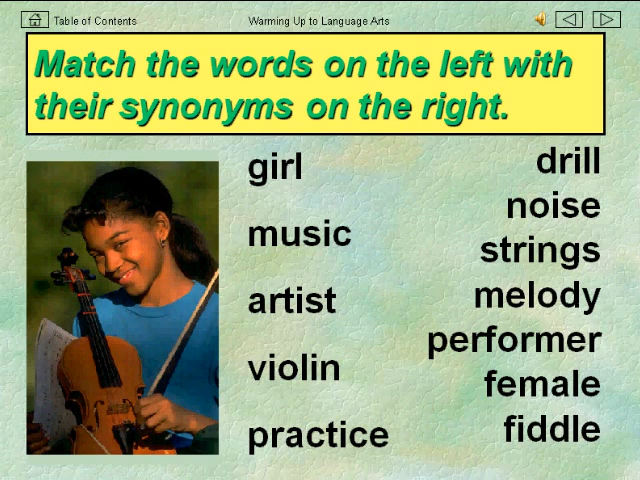 Table of Contents
Warming Up to Language Arts
Match the words on the left with
their synonyms on the right.
girl
music
artist
violin
practice
drill
noise
strings
melody
performer
female
fiddle